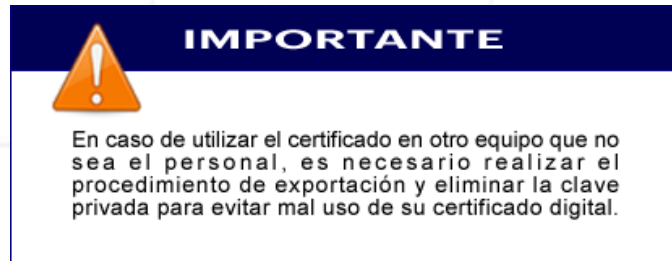 IMPORTANTE
En caso de utilizar el certificado en otro equipo que no
sea el personal, es necesario realizar el
procedimiento de exportación y eliminar la clave
privada para evitar mal uso de su certificado digital.